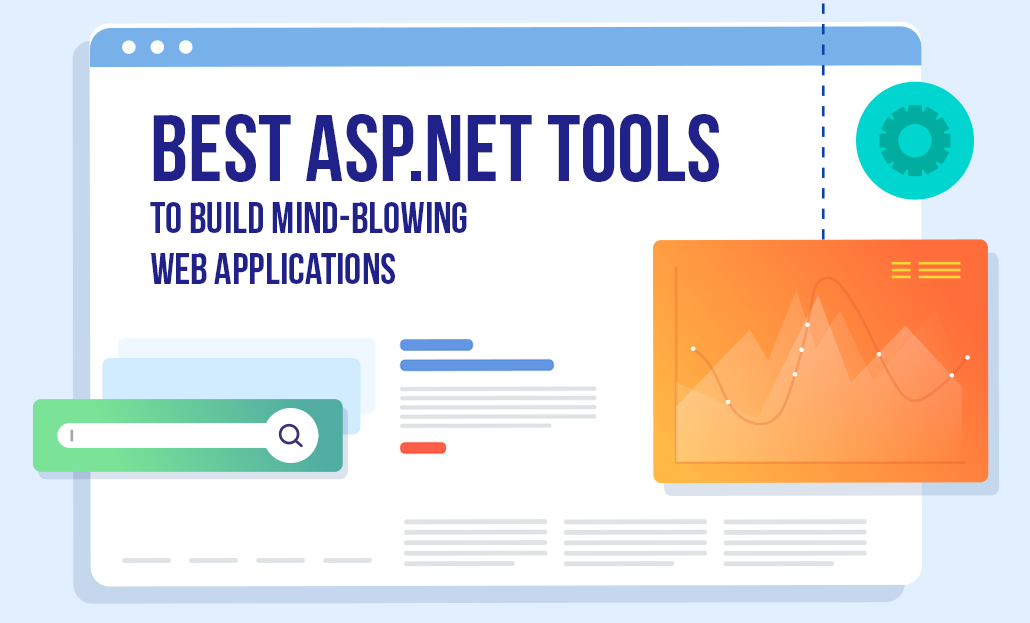 BEST ASP.NET TOOLS
TO BUILD MIND-BLOWING
WEB APPLICATIONS